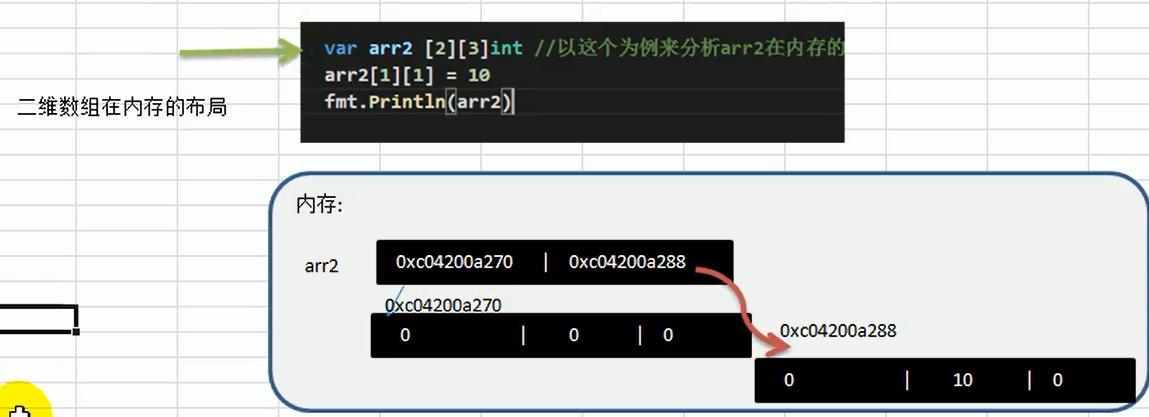 var arr2 [2][3]int //以这个为例来分析arr2在内存的
arr2[1][1] = 10
fmt.Println(arr2)
二维数组在内存的布局
内存:
arr2
0xc04200a270 | 0xc04200a288
0xc04200a270
0 | 0 | 0
0xc04200a288
0 | 10 | 0